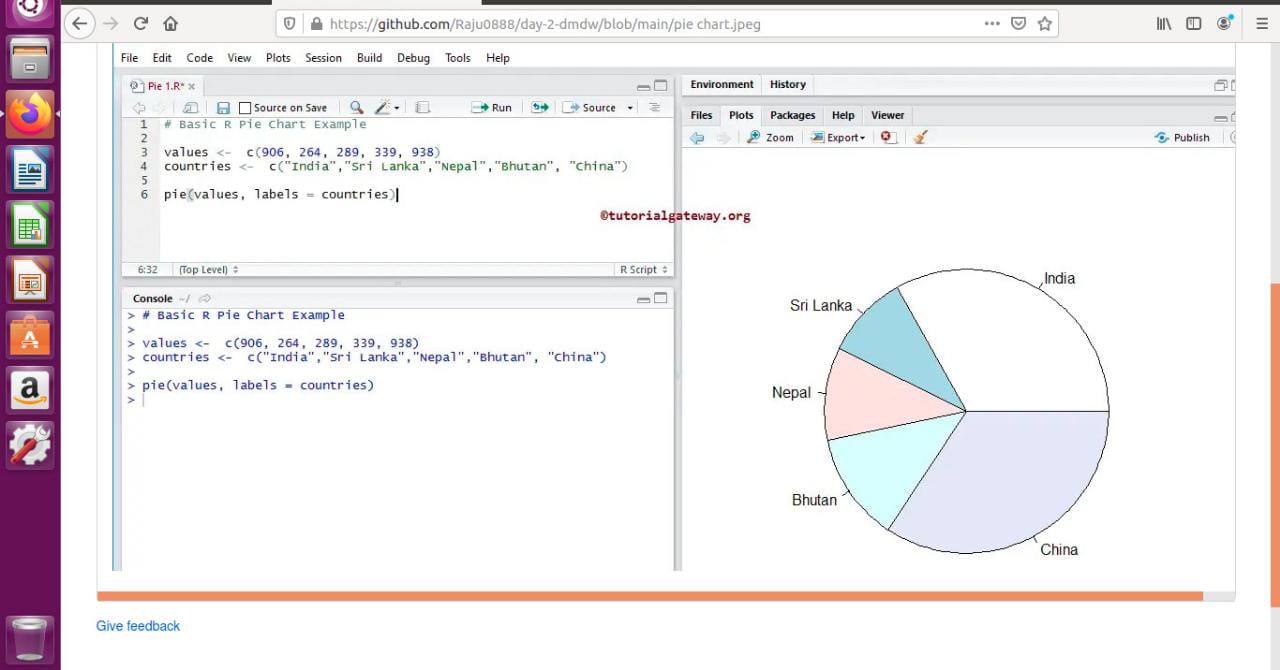 https://github.com/Raju0888/day-2-dmdw/blob/main/pie chart.jpeg
File Edit Code View Plots Session Build Debug Tools Help
Pie 1.R*
Source on Save Run Source
1 # Basic R Pie Chart Example
2
3 values <- c(906, 264, 289, 339, 938)
4 countries <- c("India","Sri Lanka","Nepal","Bhutan", "China")
5
6 pie(values, labels = countries)
©tutorialgateway.org
6:32 (Top Level) R Script
Console ~/
> # Basic R Pie Chart Example
>
> values <- c(906, 264, 289, 339, 938)
> countries <- c("India","Sri Lanka","Nepal","Bhutan", "China")
>
> pie(values, labels = countries)
>
Environment History
Files Plots Packages Help Viewer
Zoom Export Publish
India
Sri Lanka
Nepal
Bhutan
China
Give feedback